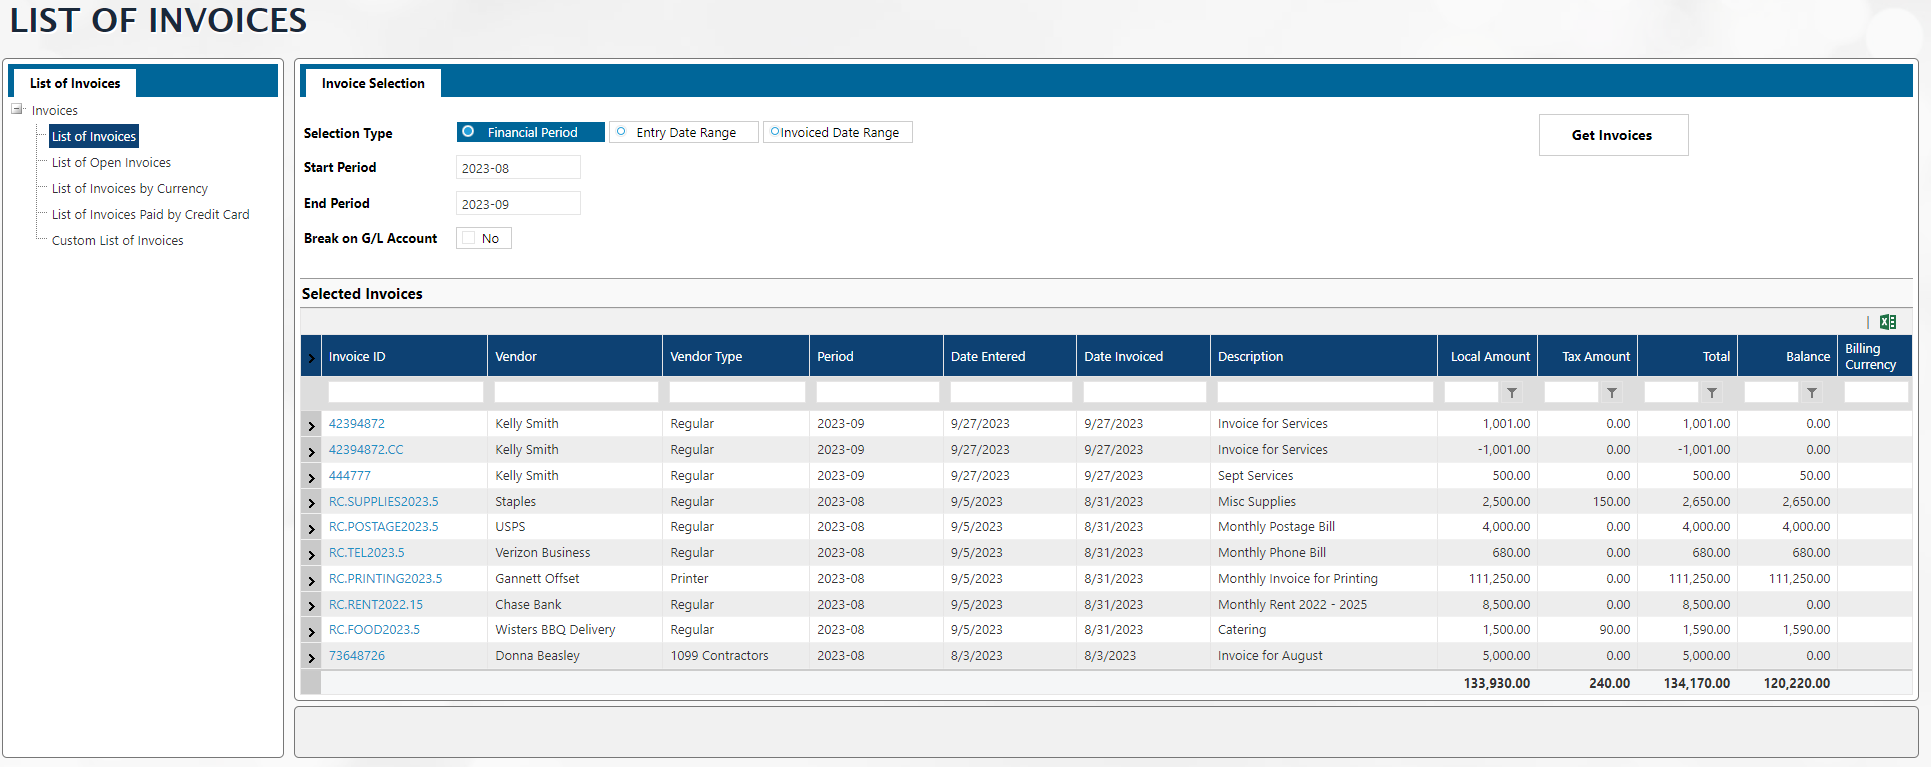 LIST OF INVOICES
List of Invoices
Invoices
List of Invoices
List of Open Invoices
List of Invoices by Currency
List of Invoices Paid by Credit Card
Custom List of Invoices
Invoice Selection
Selection Type Financial Period Entry Date Range Invoiced Date Range Get Invoices
Start Period 2023-08
End Period 2023-09
Break on G/L Account No
Selected Invoices
Invoice ID Vendor Vendor Type Period Date Entered Date Invoiced Description Local Amount Tax Amount Total Balance Billing Currency
42394872 Kelly Smith Regular 2023-09 9/27/2023 9/27/2023 Invoice for Services 1,001.00 0.00 1,001.00 0.00
42394872.CC Kelly Smith Regular 2023-09 9/27/2023 9/27/2023 Invoice for Services -1,001.00 0.00 -1,001.00 0.00
444777 Kelly Smith Regular 2023-09 9/27/2023 9/27/2023 Sept Services 500.00 0.00 500.00 50.00
RC.SUPPLIES2023.5 Staples Regular 2023-08 9/5/2023 8/31/2023 Misc Supplies 2,500.00 150.00 2,650.00 2,650.00
RC.POSTAGE2023.5 USPS Regular 2023-08 9/5/2023 8/31/2023 Monthly Postage Bill 4,000.00 0.00 4,000.00 4,000.00
RC.TEL2023.5 Verizon Business Regular 2023-08 9/5/2023 8/31/2023 Monthly Phone Bill 680.00 0.00 680.00 680.00
RC.PRINTING2023.5 Gannett Offset Printer 2023-08 9/5/2023 8/31/2023 Monthly Invoice for Printing 111,250.00 0.00 111,250.00 111,250.00
RC.RENT2022.15 Chase Bank Regular 2023-08 9/5/2023 8/31/2023 Monthly Rent 2022 - 2025 8,500.00 0.00 8,500.00 0.00
RC.FOOD2023.5 Wisters BBQ Delivery Regular 2023-08 9/5/2023 8/31/2023 Catering 1,500.00 90.00 1,590.00 1,590.00
73648726 Donna Beasley 1099 Contractors 2023-08 8/3/2023 8/3/2023 Invoice for August 5,000.00 0.00 5,000.00 0.00
133,930.00 240.00 134,170.00 120,220.00